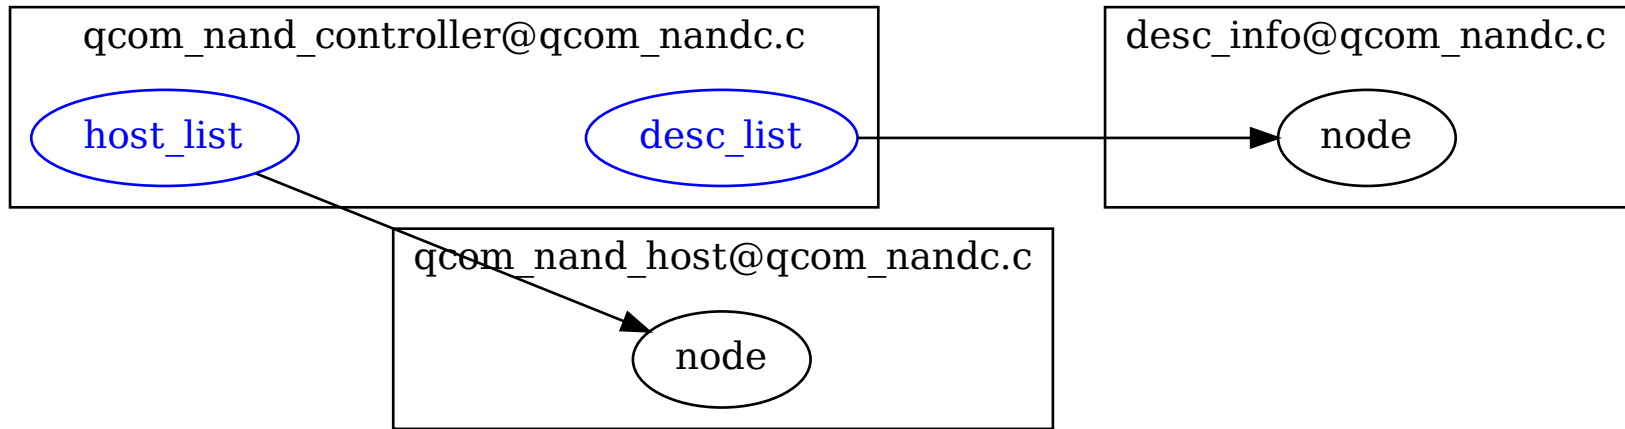 qcom_nand_controller@qcom_nandc.c
host_list
desc_list
desc_info@qcom_nandc.c
node
qcom_nand_host@qcom_nandc.c
node